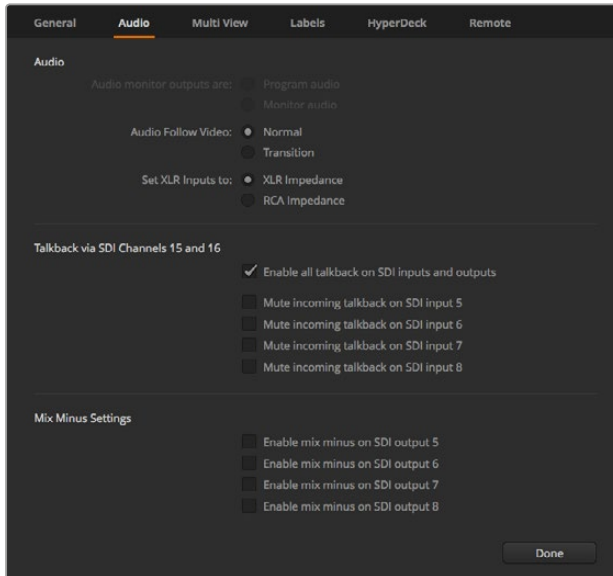 General Audio Multi View Labels HyperDeck Remote
Audio
Audio monitor outputs are: Program audio
Monitor audio
Audio Follow Video: Normal
Transition
Set XLR Inputs to: XLR Impedance
RCA Impedance
Talkback via SDI Channels 15 and 16
Enable all talkback on SDI inputs and outputs
Mute incoming talkback on SDI input 5
Mute incoming talkback on SDI input 6
Mute incoming talkback on SDI input 7
Mute incoming talkback on SDI input 8
Mix Minus Settings
Enable mix minus on SDI output 5
Enable mix minus on SDI output 6
Enable mix minus on SDI output 7
Enable mix minus on SDI output 8
Done